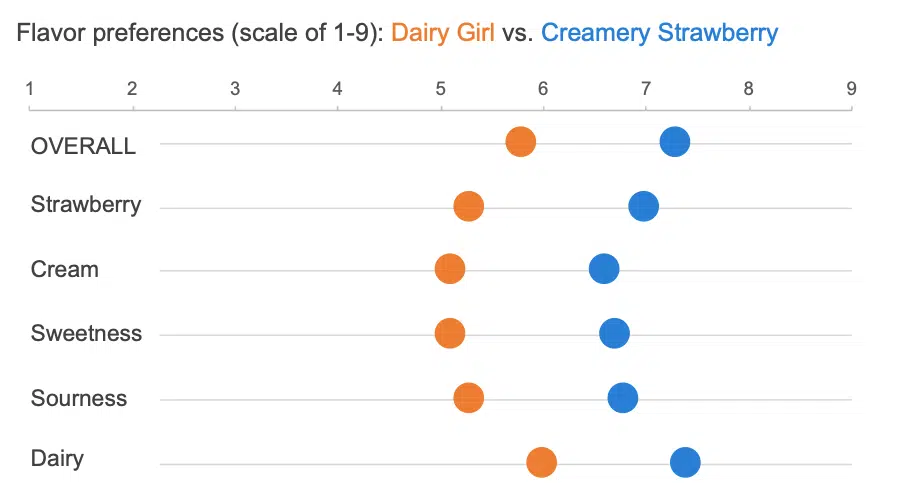 Flavor preferences (scale of 1-9): Dairy Girl vs. Creamery Strawberry
1 2 3 4 5 6 7 8 9
OVERALL
Strawberry
Cream
Sweetness
Sourness
Dairy